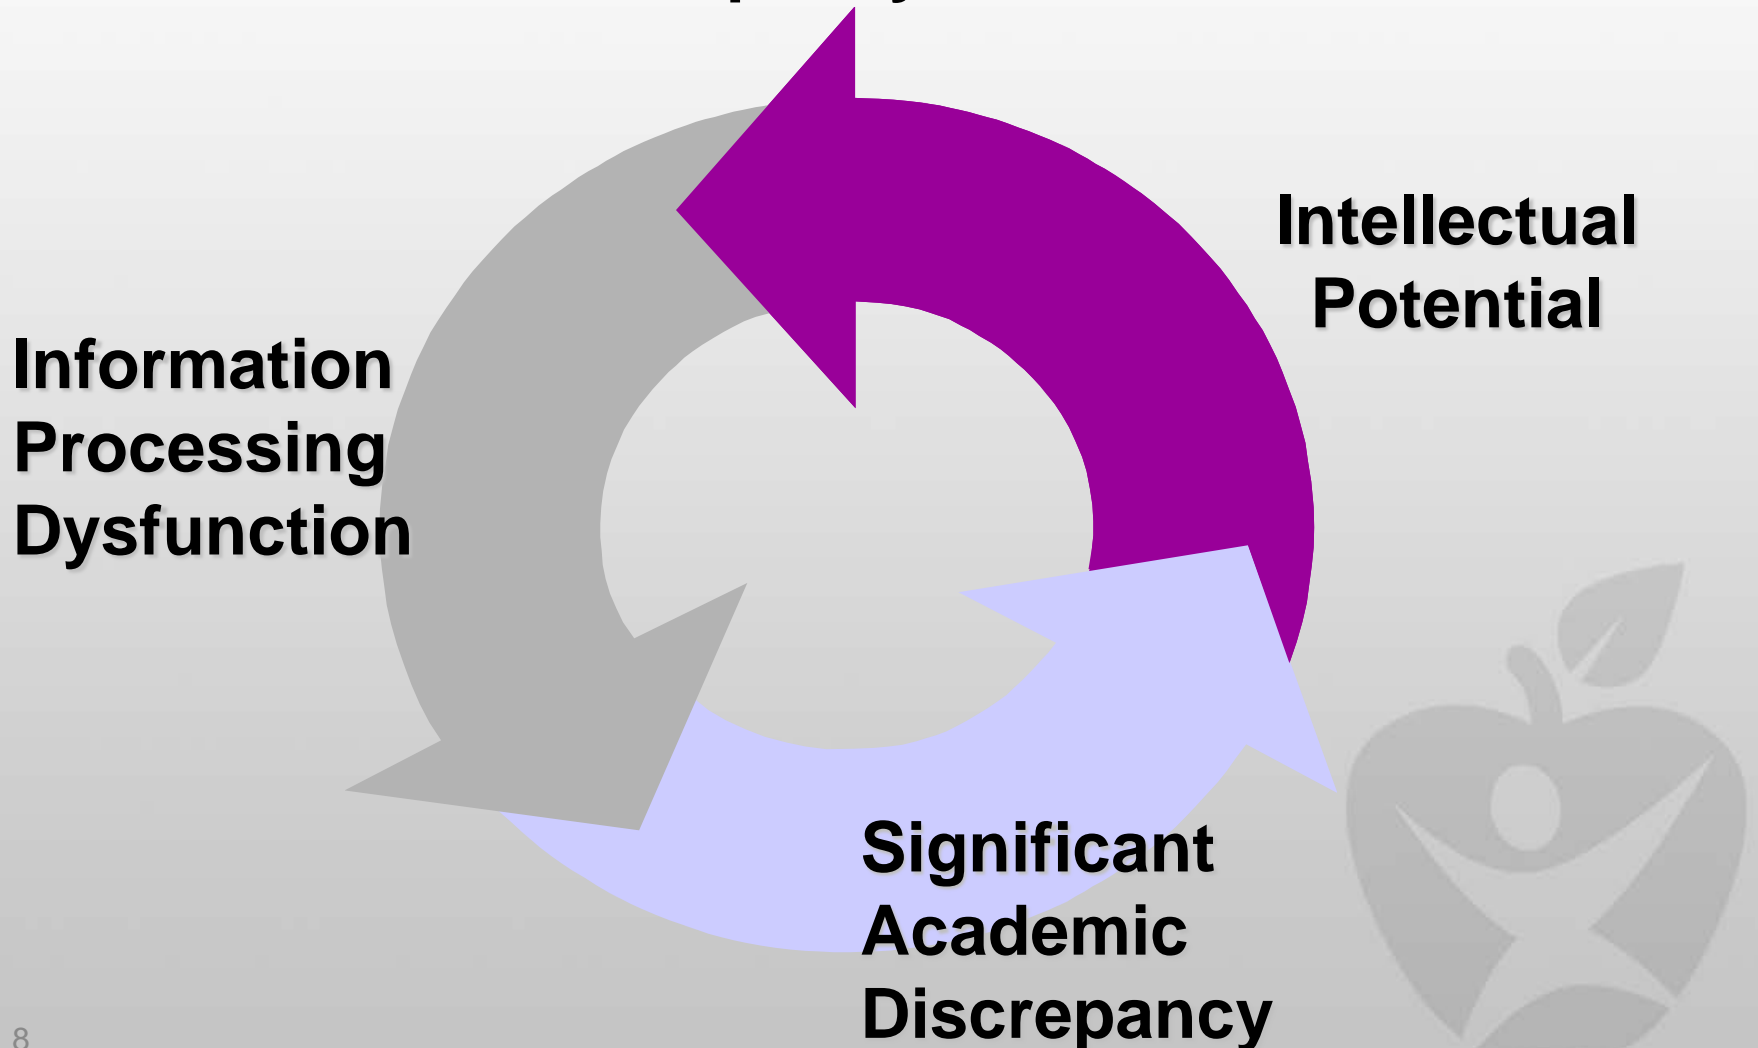 Intellectual
Potential
Information
Processing
Dysfunction
Significant
Academic
Discrepancy
8